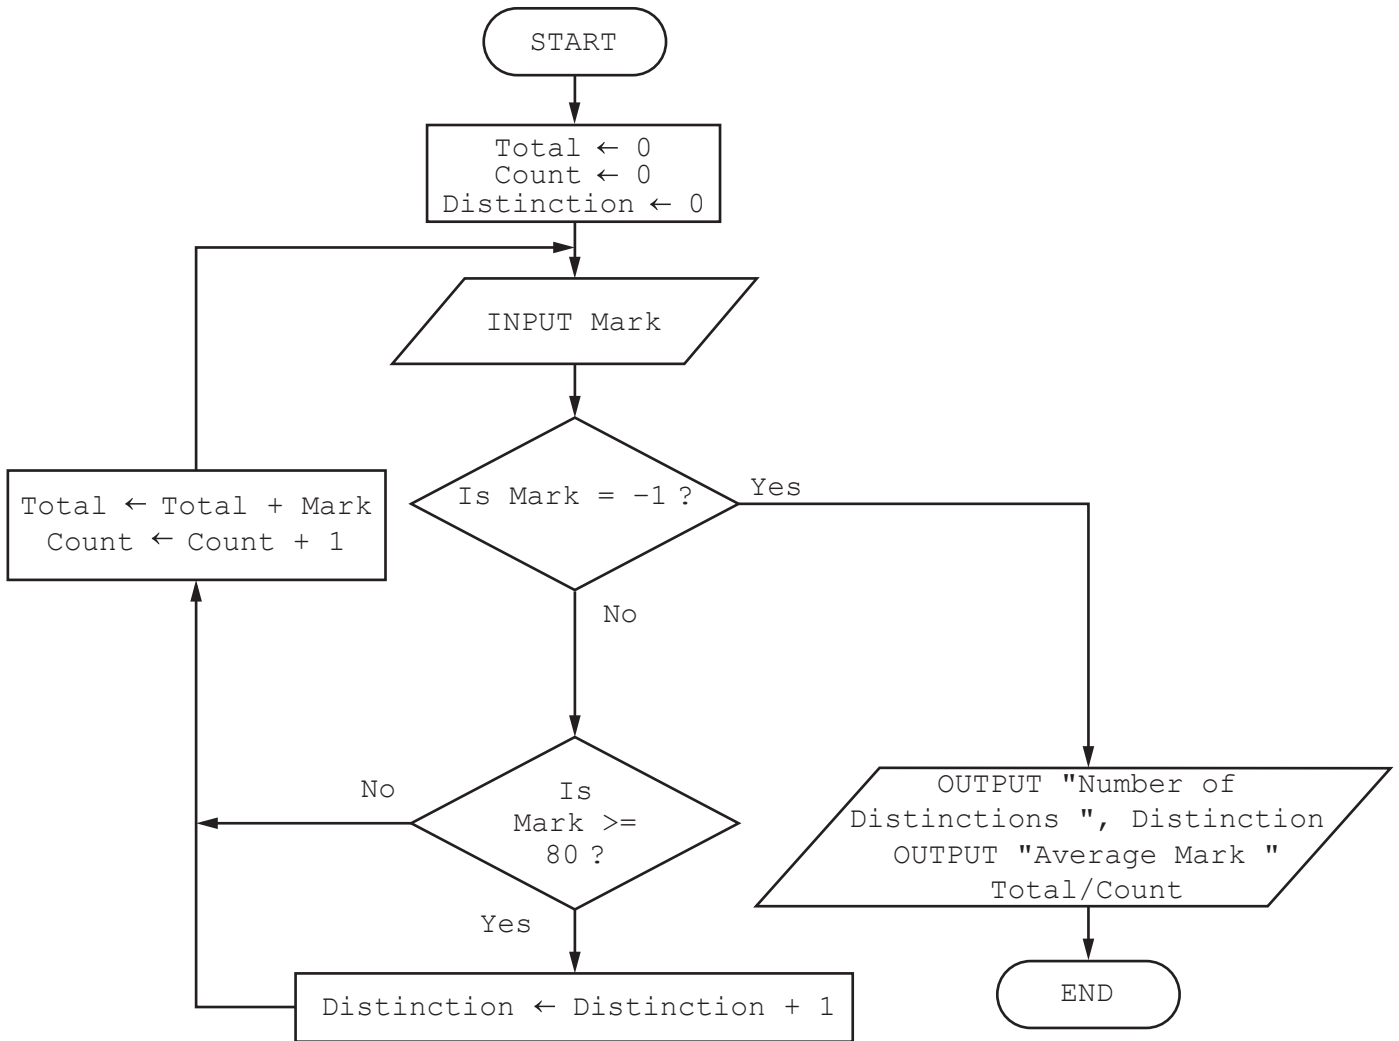 START
Total ← 0
Count ← 0
Distinction ← 0
INPUT Mark
Is Mark = –1 ?
Yes
Total ← Total + Mark
Count ← Count + 1
No
No
Is
Mark >=
80 ?
Yes
OUTPUT "Number of
Distinctions ", Distinction
OUTPUT "Average Mark "
Total/Count
Distinction ← Distinction + 1
END